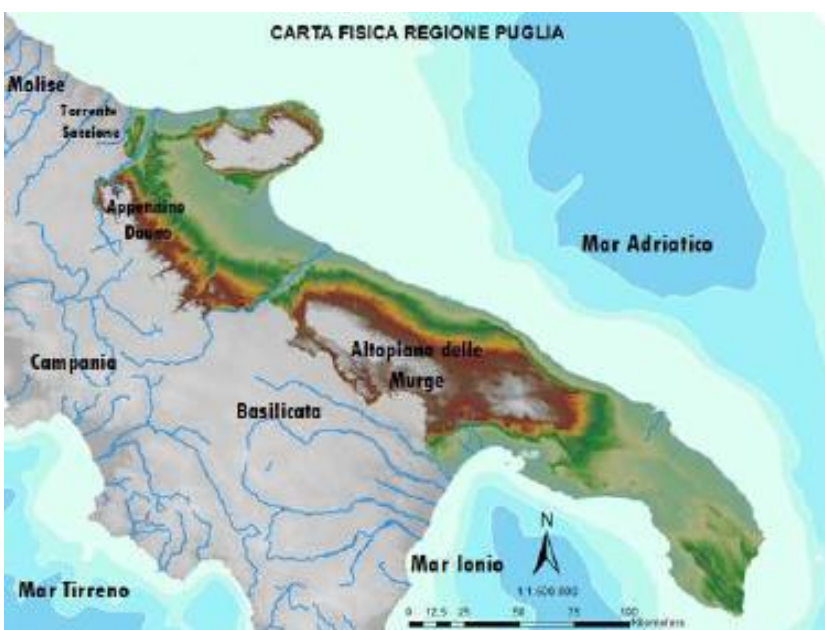 CARTA FISICA REGIONE PUGLIA
Molise
Torrente
Saccione
Appennino
Dauno
Mar Adriatico
Campania
Altopiano delle
Murge
Basilicata
N
Mar Ionio
Mar Tirreno
1:1.500.000
0 12,5 25 50 75 100
Kilometers